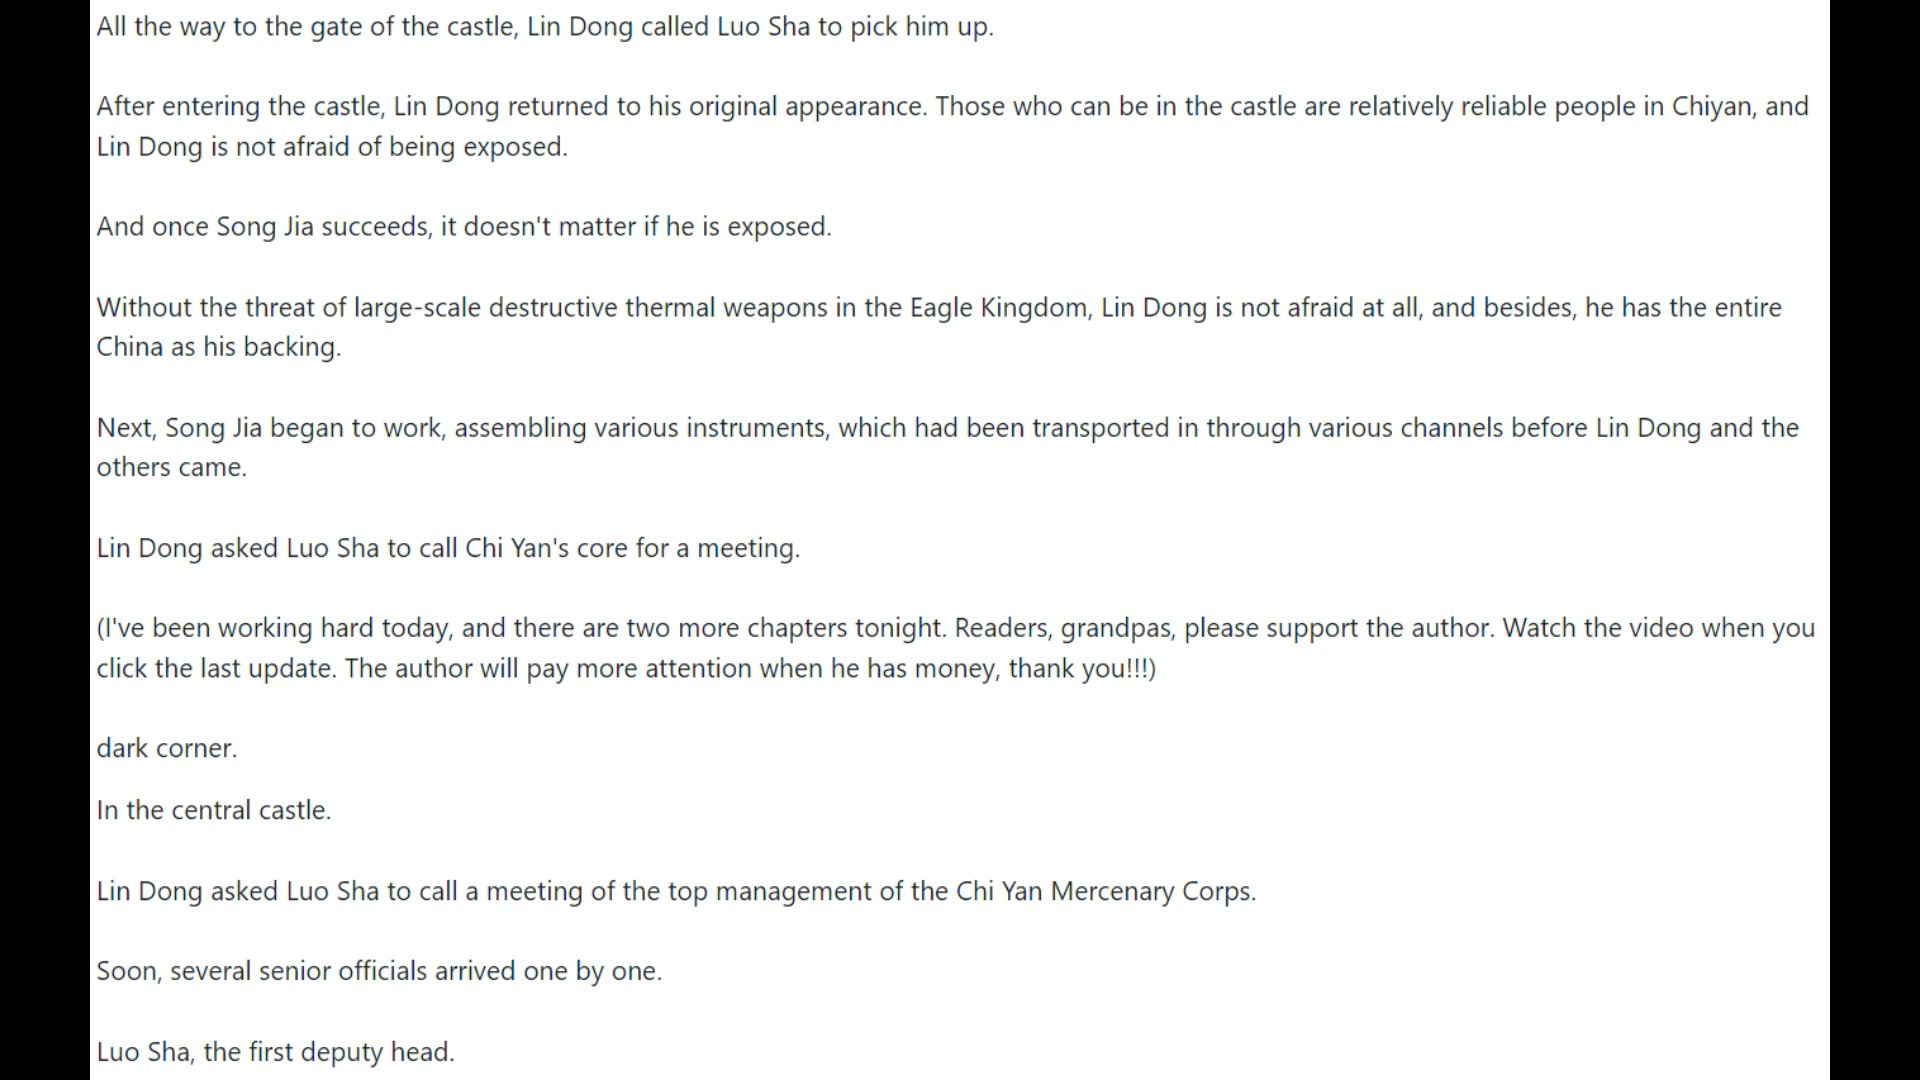 All the way to the gate of the castle, Lin Dong called Luo Sha to pick him up.
After entering the castle, Lin Dong returned to his original appearance. Those who can be in the castle are relatively reliable people in Chiyan, and
Lin Dong is not afraid of being exposed.
And once Song Jia succeeds, it doesn't matter if he is exposed.
Without the threat of large-scale destructive thermal weapons in the Eagle Kingdom, Lin Dong is not afraid at all, and besides, he has the entire
China as his backing.
Next, Song Jia began to work, assembling various instruments, which had been transported in through various channels before Lin Dong and the
others came.
Lin Dong asked Luo Sha to call Chi Yan's core for a meeting.
(I've been working hard today, and there are two more chapters tonight. Readers, grandpas, please support the author. Watch the video when you
click the last update. The author will pay more attention when he has money, thank you!!!)
dark corner.
In the central castle.
Lin Dong asked Luo Sha to call a meeting of the top management of the Chi Yan Mercenary Corps.
Soon, several senior officials arrived one by one.
Luo Sha, the first deputy head.